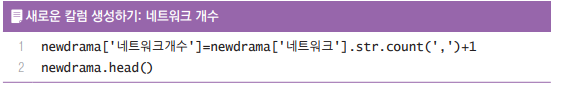 새로운 칼럼 생성하기: 네트워크 개수
1 newdrama['네트워크개수']=newdrama['네트워크'].str.count(',')+1
2 newdrama.head()